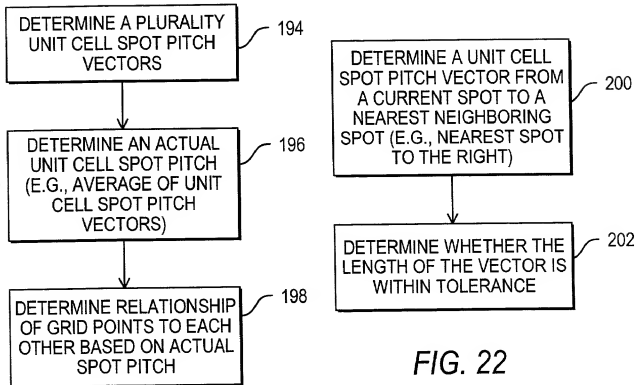 DETERMINE A PLURALITY
UNIT CELL SPOT PITCH
VECTORS
194
DETERMINE AN ACTUAL
UNIT CELL SPOT PITCH
(E.G., AVERAGE OF UNIT
CELL SPOT PITCH
VECTORS)
196
DETERMINE RELATIONSHIP
OF GRID POINTS TO EACH
OTHER BASED ON ACTUAL
SPOT PITCH
198
DETERMINE A UNIT CELL
SPOT PITCH VECTOR FROM
A CURRENT SPOT TO A
NEAREST NEIGHBORING
SPOT (E.G., NEAREST SPOT
TO THE RIGHT)
200
DETERMINE WHETHER THE
LENGTH OF THE VECTOR IS
WITHIN TOLERANCE
202
FIG. 22